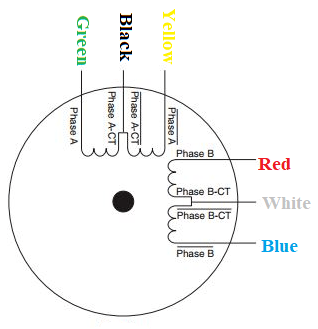 Green
Black
Yellow
Phase A
Phase A-CT
Phase A-CT
Phase A
Phase B
Red
Phase B-CT
White
Phase B-CT
Blue
Phase B